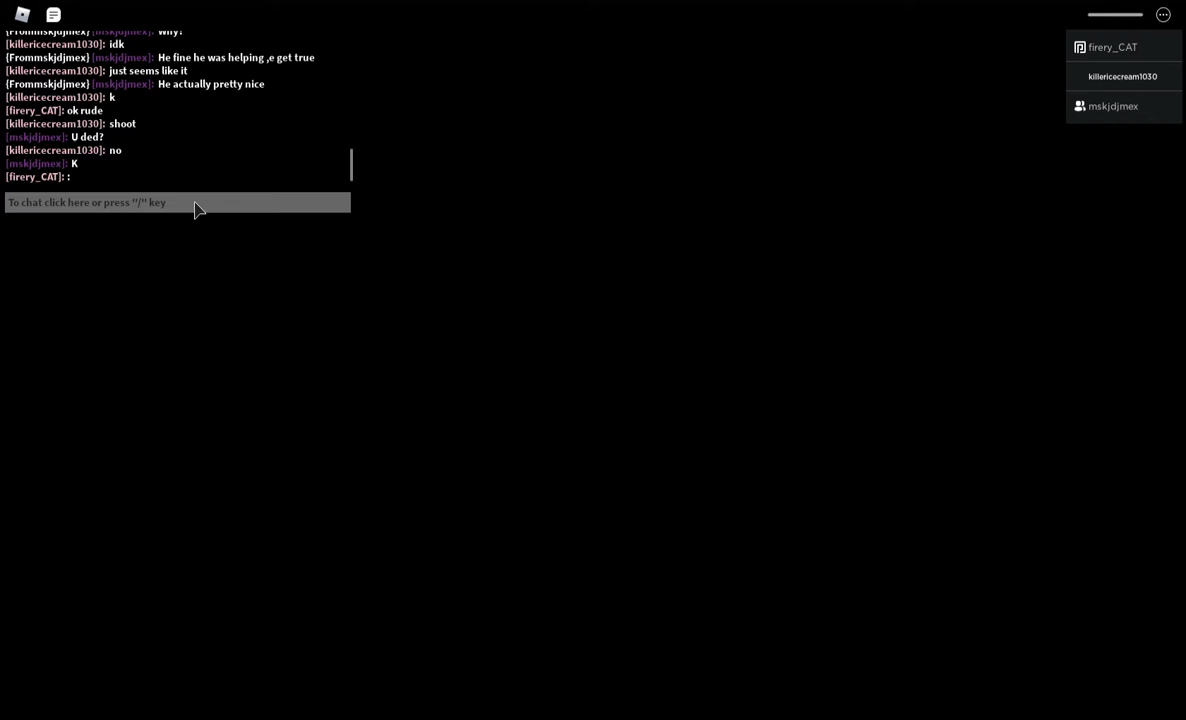 {Frommskjdjmex} [mskjdjmex]: Why?
[killericecream1030]: idk
{Frommskjdjmex} [mskjdjmex]: He fine he was helping ,e get true
[killericecream1030]: just seems like it
{Frommskjdjmex} [mskjdjmex]: He actually pretty nice
[killericecream1030]: k
[firery_CAT]: ok rude
[killericecream1030]: shoot
[mskjdjmex]: U ded?
[killericecream1030]: no
[mskjdjmex]: K
[firery_CAT]: :
To chat click here or press "/" key
firery_CAT
killericecream1030
mskjdjmex